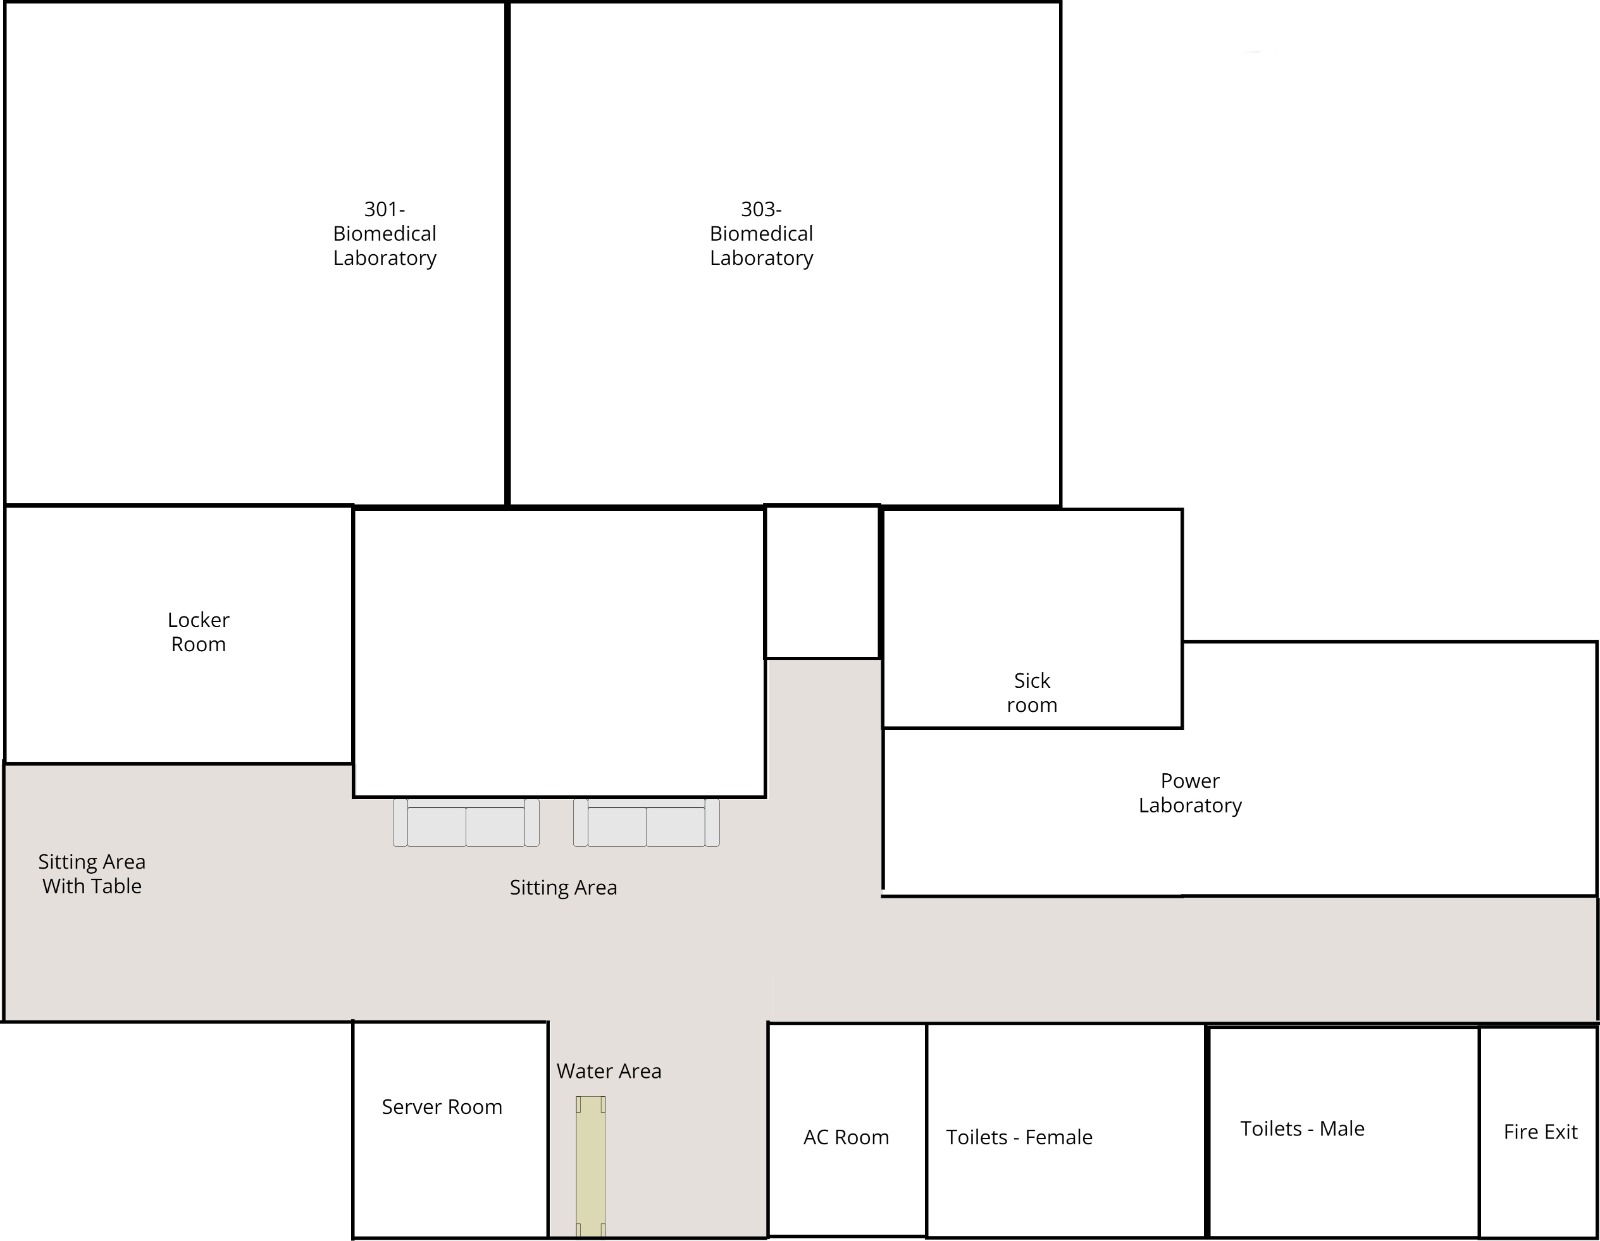 301-
Biomedical
Laboratory
303-
Biomedical
Laboratory
Locker
Room
Sick
room
Power
Laboratory
Sitting Area
With Table
Sitting Area
Water Area
Server Room
AC Room
Toilets - Female
Toilets - Male
Fire Exit